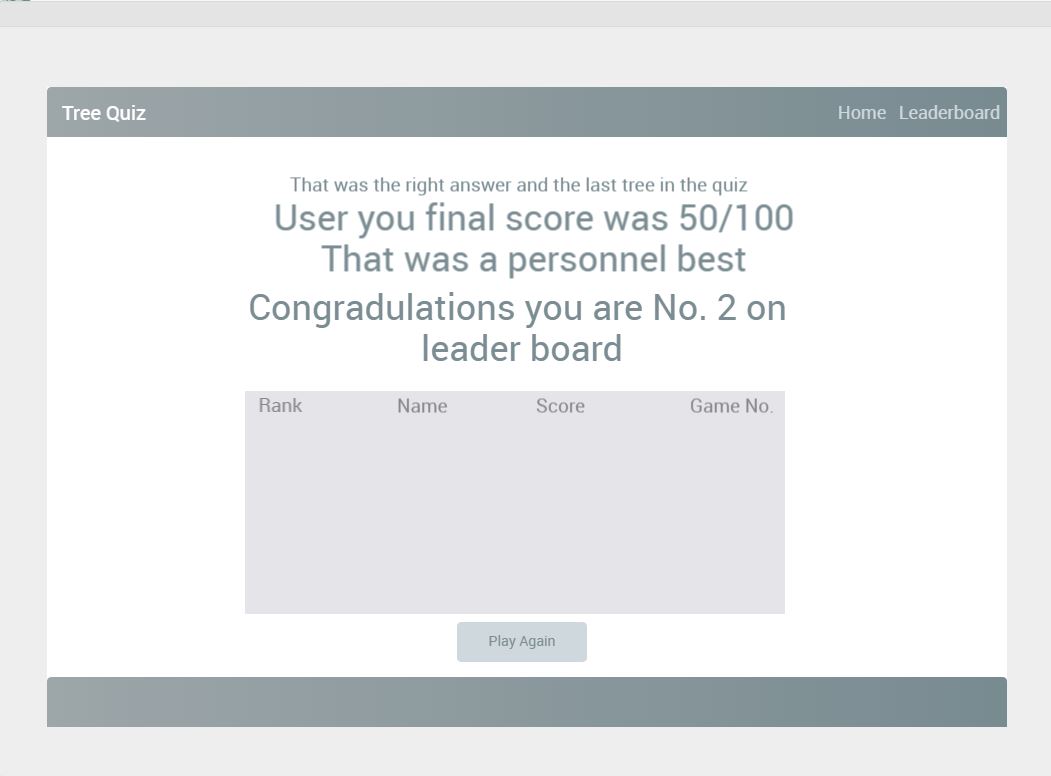 Tree Quiz
Home Leaderboard
That was the right answer and the last tree in the quiz
User you final score was 50/100
That was a personnel best
Congradulations you are No. 2 on
leader board
Rank Name Score Game No.
Play Again